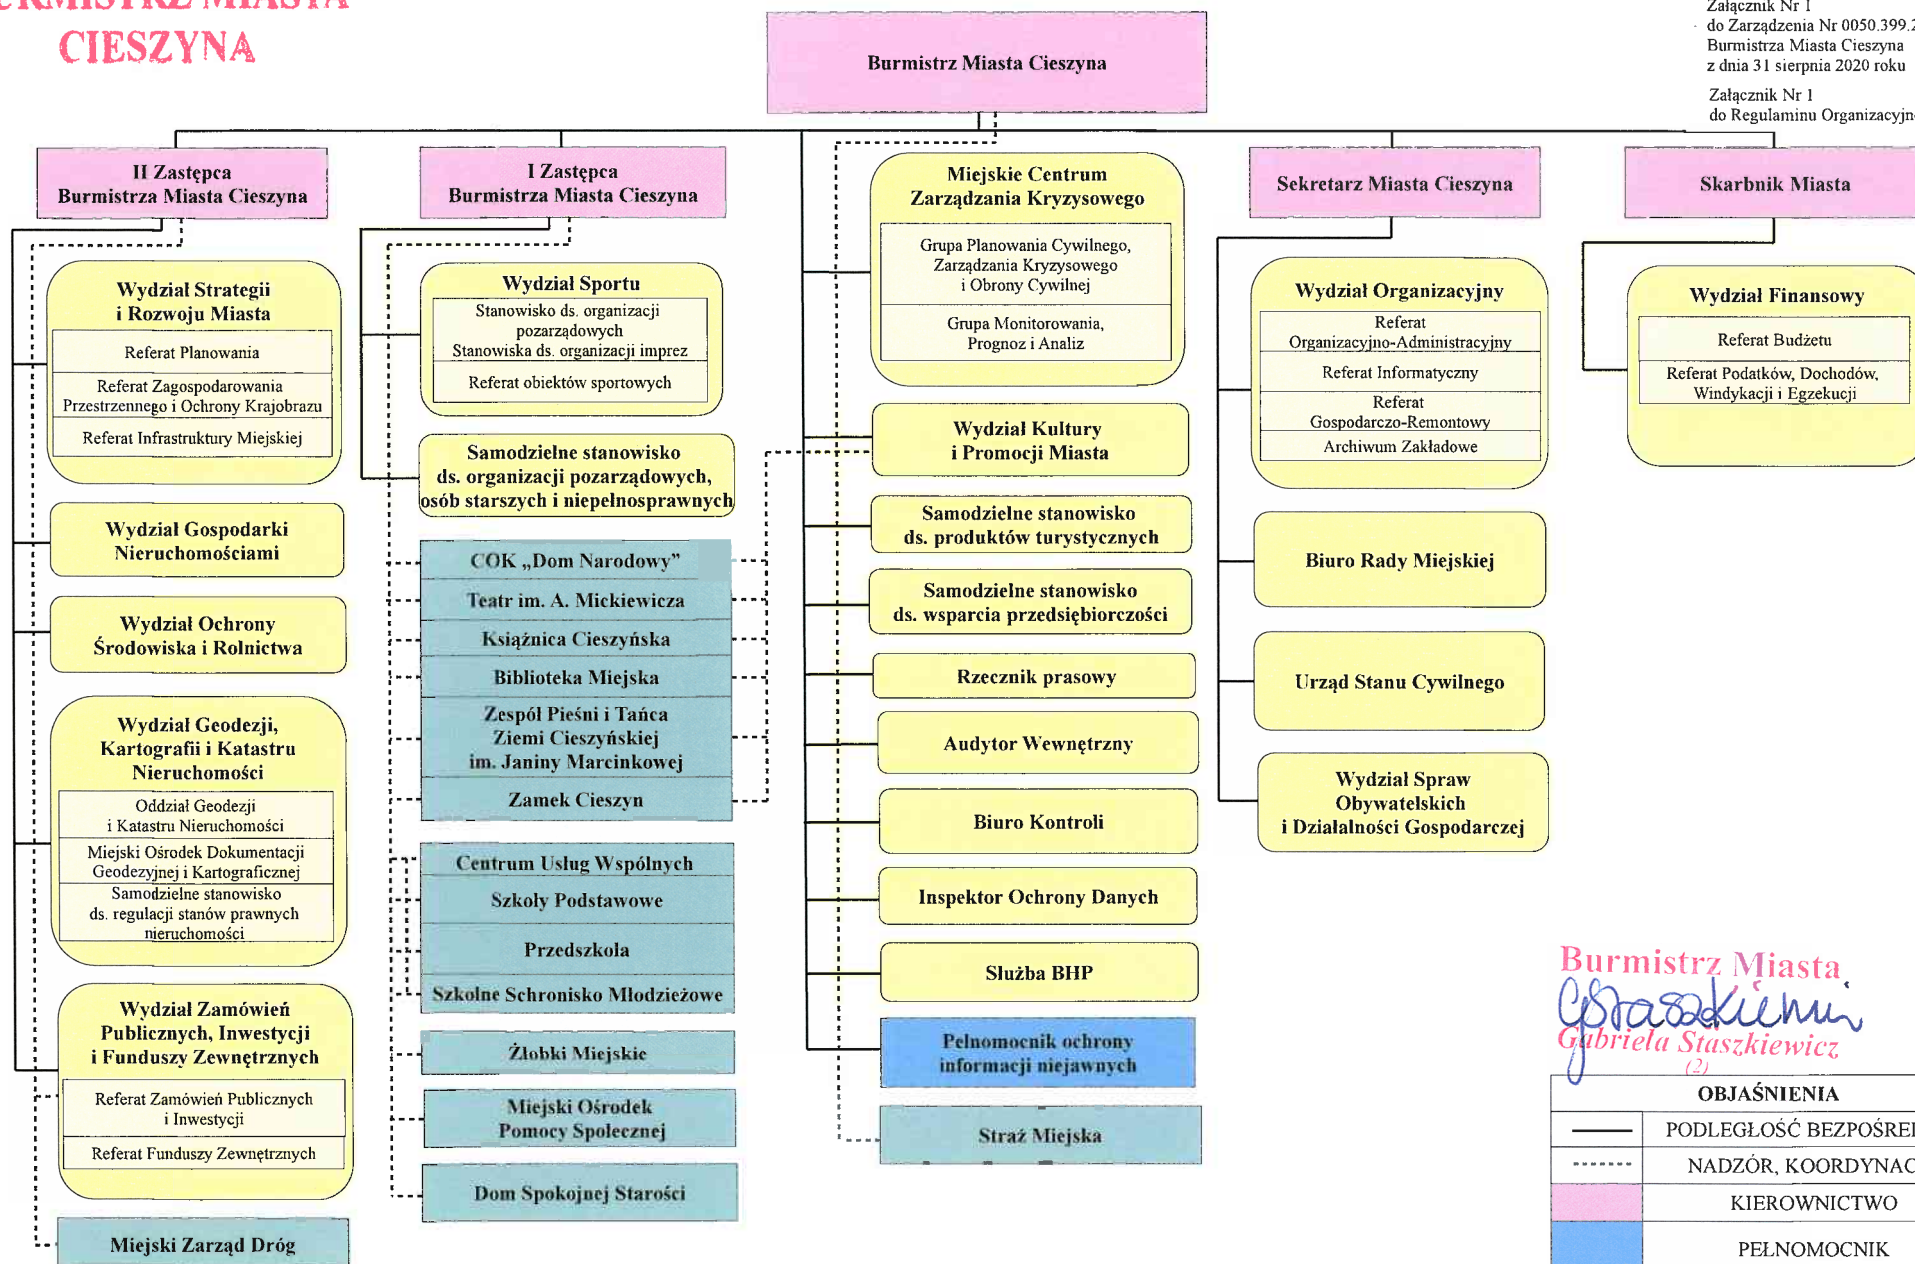 BURMISTRZ MIASTA
CIESZYNA
Załącznik Nr 1
do Zarządzenia Nr 0050.399.2
Burmistrza Miasta Cieszyna
z dnia 31 sierpnia 2020 roku
Załącznik Nr 1
do Regulaminu Organizacyjn
Burmistrz Miasta Cieszyna
II Zastępca
Burmistrza Miasta Cieszyna
I Zastępca
Burmistrza Miasta Cieszyna
Sekretarz Miasta Cieszyna
Skarbnik Miasta
Wydział Strategii
i Rozwoju Miasta
Referat Planowania
Referat Zagospodarowania
Przestrzennego i Ochrony Krajobrazu
Referat Infrastruktury Miejskiej
Wydział Gospodarki
Nieruchomościami
Wydział Ochrony
Środowiska i Rolnictwa
Wydział Geodezji,
Kartografii i Katastru
Nieruchomości
Oddział Geodezji
i Katastru Nieruchomości
Miejski Ośrodek Dokumentacji
Geodezyjnej i Kartograficznej
Samodzielne stanowisko
ds. regulacji stanów prawnych
nieruchomości
Wydział Zamówień
Publicznych, Inwestycji
i Funduszy Zewnętrznych
Referat Zamówień Publicznych
i Inwestycji
Referat Funduszy Zewnętrznych
Miejski Zarząd Dróg
Wydział Sportu
Stanowisko ds. organizacji
pozarządowych
Stanowiska ds. organizacji imprez
Referat obiektów sportowych
Samodzielne stanowisko
ds. organizacji pozarządowych,
osób starszych i niepełnosprawnych
COK „Dom Narodowy”
Teatr im. A. Mickiewicza
Książnica Cieszyńska
Biblioteka Miejska
Zespół Pieśni i Tańca
Ziemi Cieszyńskiej
im. Janiny Marcinkowej
Zamek Cieszyn
Centrum Usług Wspólnych
Szkoły Podstawowe
Przedszkola
Szkolne Schronisko Młodzieżowe
Żłobki Miejskie
Miejski Ośrodek
Pomocy Społecznej
Dom Spokojnej Starości
Miejskie Centrum
Zarządzania Kryzysowego
Grupa Planowania Cywilnego,
Zarządzania Kryzysowego
i Obrony Cywilnej
Grupa Monitorowania,
Prognoz i Analiz
Wydział Kultury
i Promocji Miasta
Samodzielne stanowisko
ds. produktów turystycznych
Samodzielne stanowisko
ds. wsparcia przedsiębiorczości
Rzecznik prasowy
Audytor Wewnętrzny
Biuro Kontroli
Inspektor Ochrony Danych
Służba BHP
Pełnomocnik ochrony
informacji niejawnych
Straż Miejska
Wydział Organizacyjny
Referat
Organizacyjno-Administracyjny
Referat Informatyczny
Referat
Gospodarczo-Remontowy
Archiwum Zakładowe
Biuro Rady Miejskiej
Urząd Stanu Cywilnego
Wydział Spraw
Obywatelskich
i Działalności Gospodarczej
Wydział Finansowy
Referat Budżetu
Referat Podatków, Dochodów,
Windykacji i Egzekucji
Burmistrz Miasta
Gabriela Staszkiewicz
(2)
OBJAŚNIENIA
PODLEGŁOŚĆ BEZPOŚRE
NADZÓR, KOORDYNAC
KIEROWNICTWO
PEŁNOMOCNIK